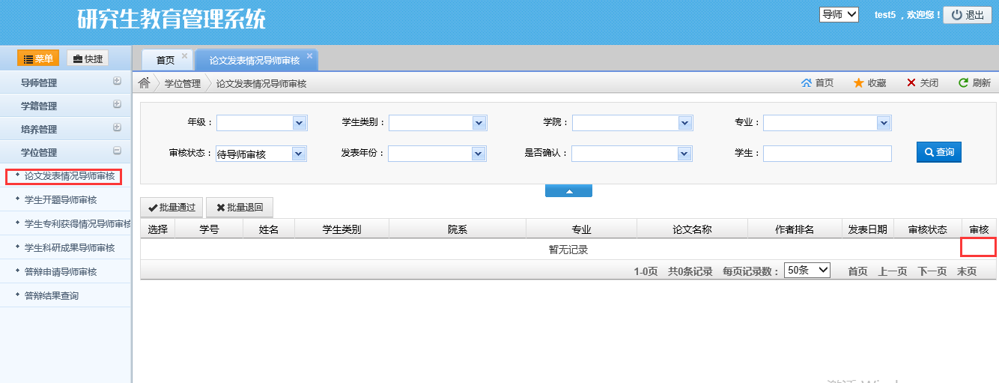 研究生教育管理系统
导师 test5 ，欢迎您！ 退出
菜单 快捷
首页 论文发表情况导师审核
学位管理 论文发表情况导师审核 首页 收藏 关闭 刷新
导师管理
学籍管理
培养管理
学位管理
论文发表情况导师审核
学生开题导师审核
学生专利获得情况导师审核
学生科研成果导师审核
答辩申请导师审核
答辩结果查询
年级： 学生类别： 学院： 专业：
审核状态： 待导师审核 发表年份： 是否确认： 学生： 查询
批量通过 批量退回
选择 学号 姓名 学生类别 院系 专业 论文名称 作者排名 发表日期 审核状态 审核
暂无记录
1-0页 共0条记录 每页记录数： 50条 首页 上一页 下一页 末页